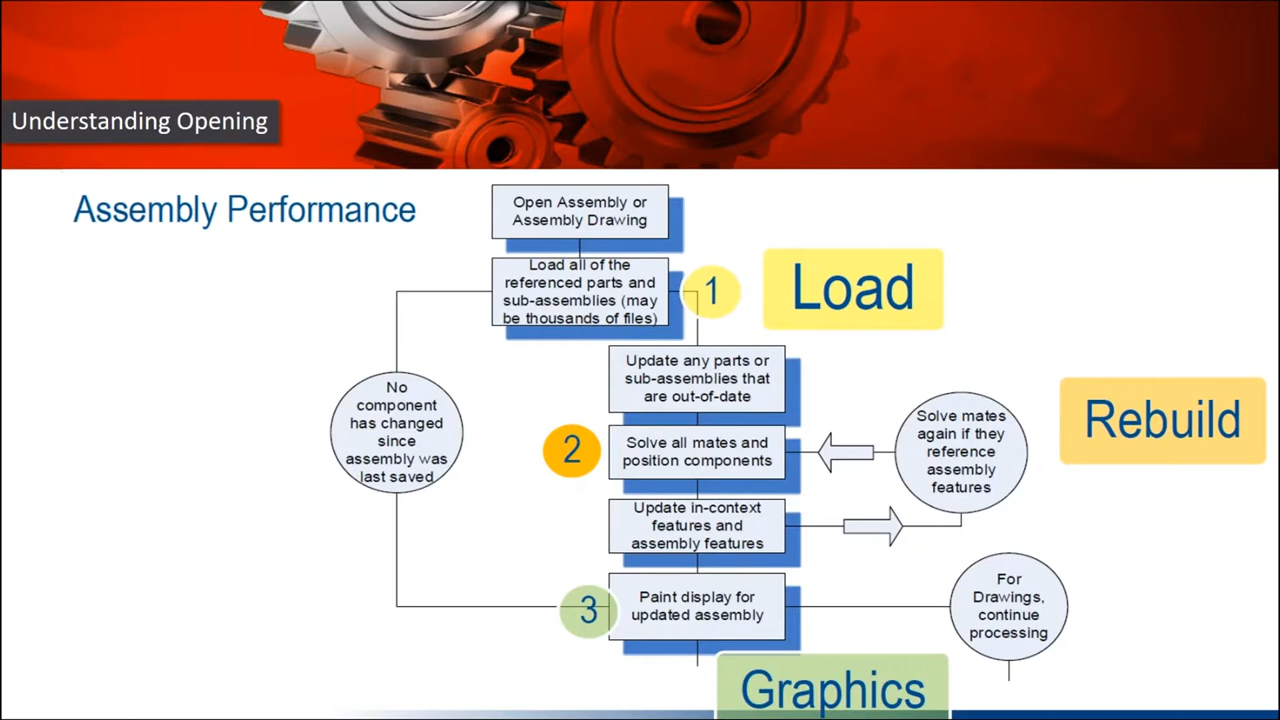 Understanding Opening
Assembly Performance
Open Assembly or
Assembly Drawing
Load all of the
referenced parts and
sub-assemblies (may
be thousands of files)
1
Load
Update any parts or
sub-assemblies that
are out-of-date
No
component
has changed
since
assembly was
last saved
2
Solve all mates and
position components
Solve mates
again if they
reference
assembly
features
Rebuild
Update in-context
features and
assembly features
3
Paint display for
updated assembly
For
Drawings,
continue
processing
Graphics